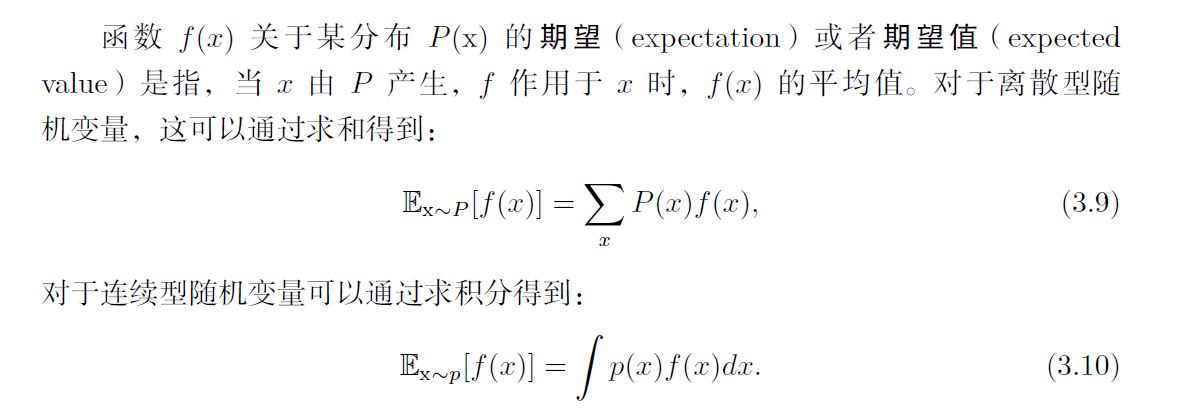 函数 f(x) 关于某分布 P(x) 的期望（expectation）或者期望值（expected
value）是指，当 x 由 P 产生，f 作用于 x 时，f(x) 的平均值。对于离散型随
机变量，这可以通过求和得到：
𝔼x∼P[f(x)] = ∑x P(x)f(x), (3.9)
对于连续型随机变量可以通过求积分得到：
𝔼x∼p[f(x)] = ∫ p(x)f(x)dx. (3.10)